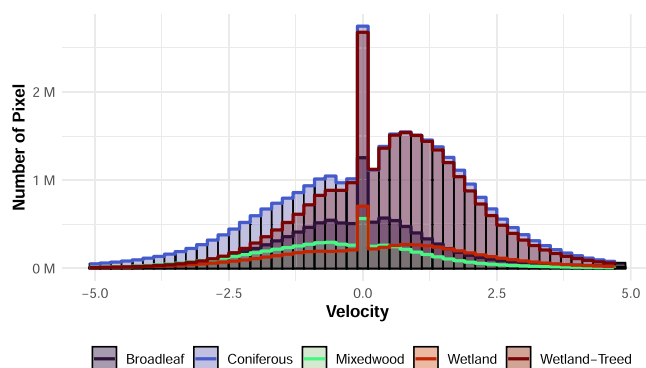 Number of Pixel
2 M
1 M
0 M
−5.0 −2.5 0.0 2.5 5.0
Velocity
Broadleaf Coniferous Mixedwood Wetland Wetland−Treed